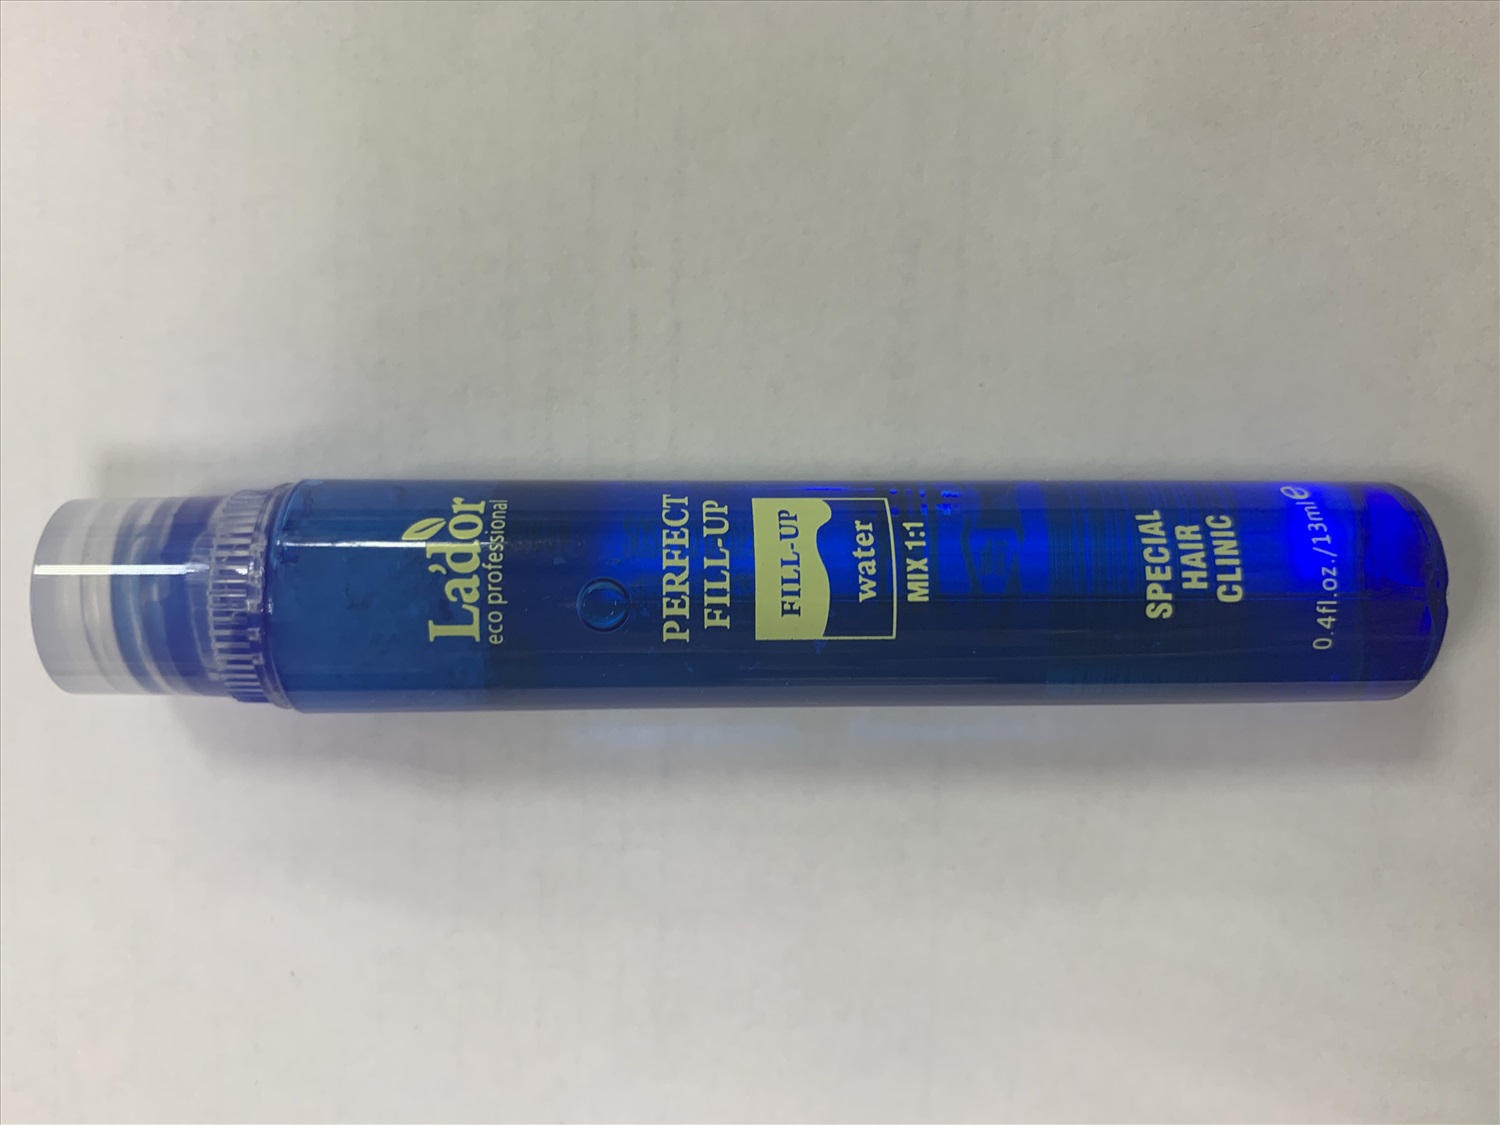 La'dor
eco professional
PERFECT
FILL-UP
FILL-UP
water
MIX 1:1
SPECIAL
HAIR
CLINIC
0.4fl.oz./13ml e